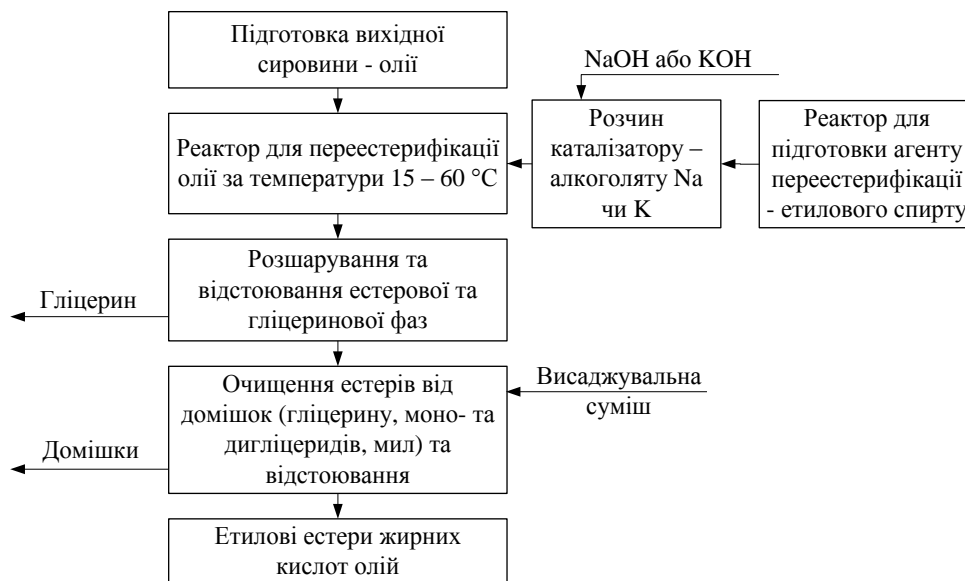 Підготовка вихідної
сировини - олії
NaOH або KOH
Реактор для переестерифікації
олії за температури 15 – 60 °C
Розчин
каталізатору –
алкоголяту Na
чи K
Реактор для
підготовки агенту
переестерифікації
- етилового спирту
Розшарування та
відстоювання естерової та
гліцеринової фаз
Гліцерин
Очищення естерів від
домішок (гліцерину, моно- та
дигліцеридів, мил) та
відстоювання
Висаджувальна
суміш
Домішки
Етилові естери жирних
кислот олій